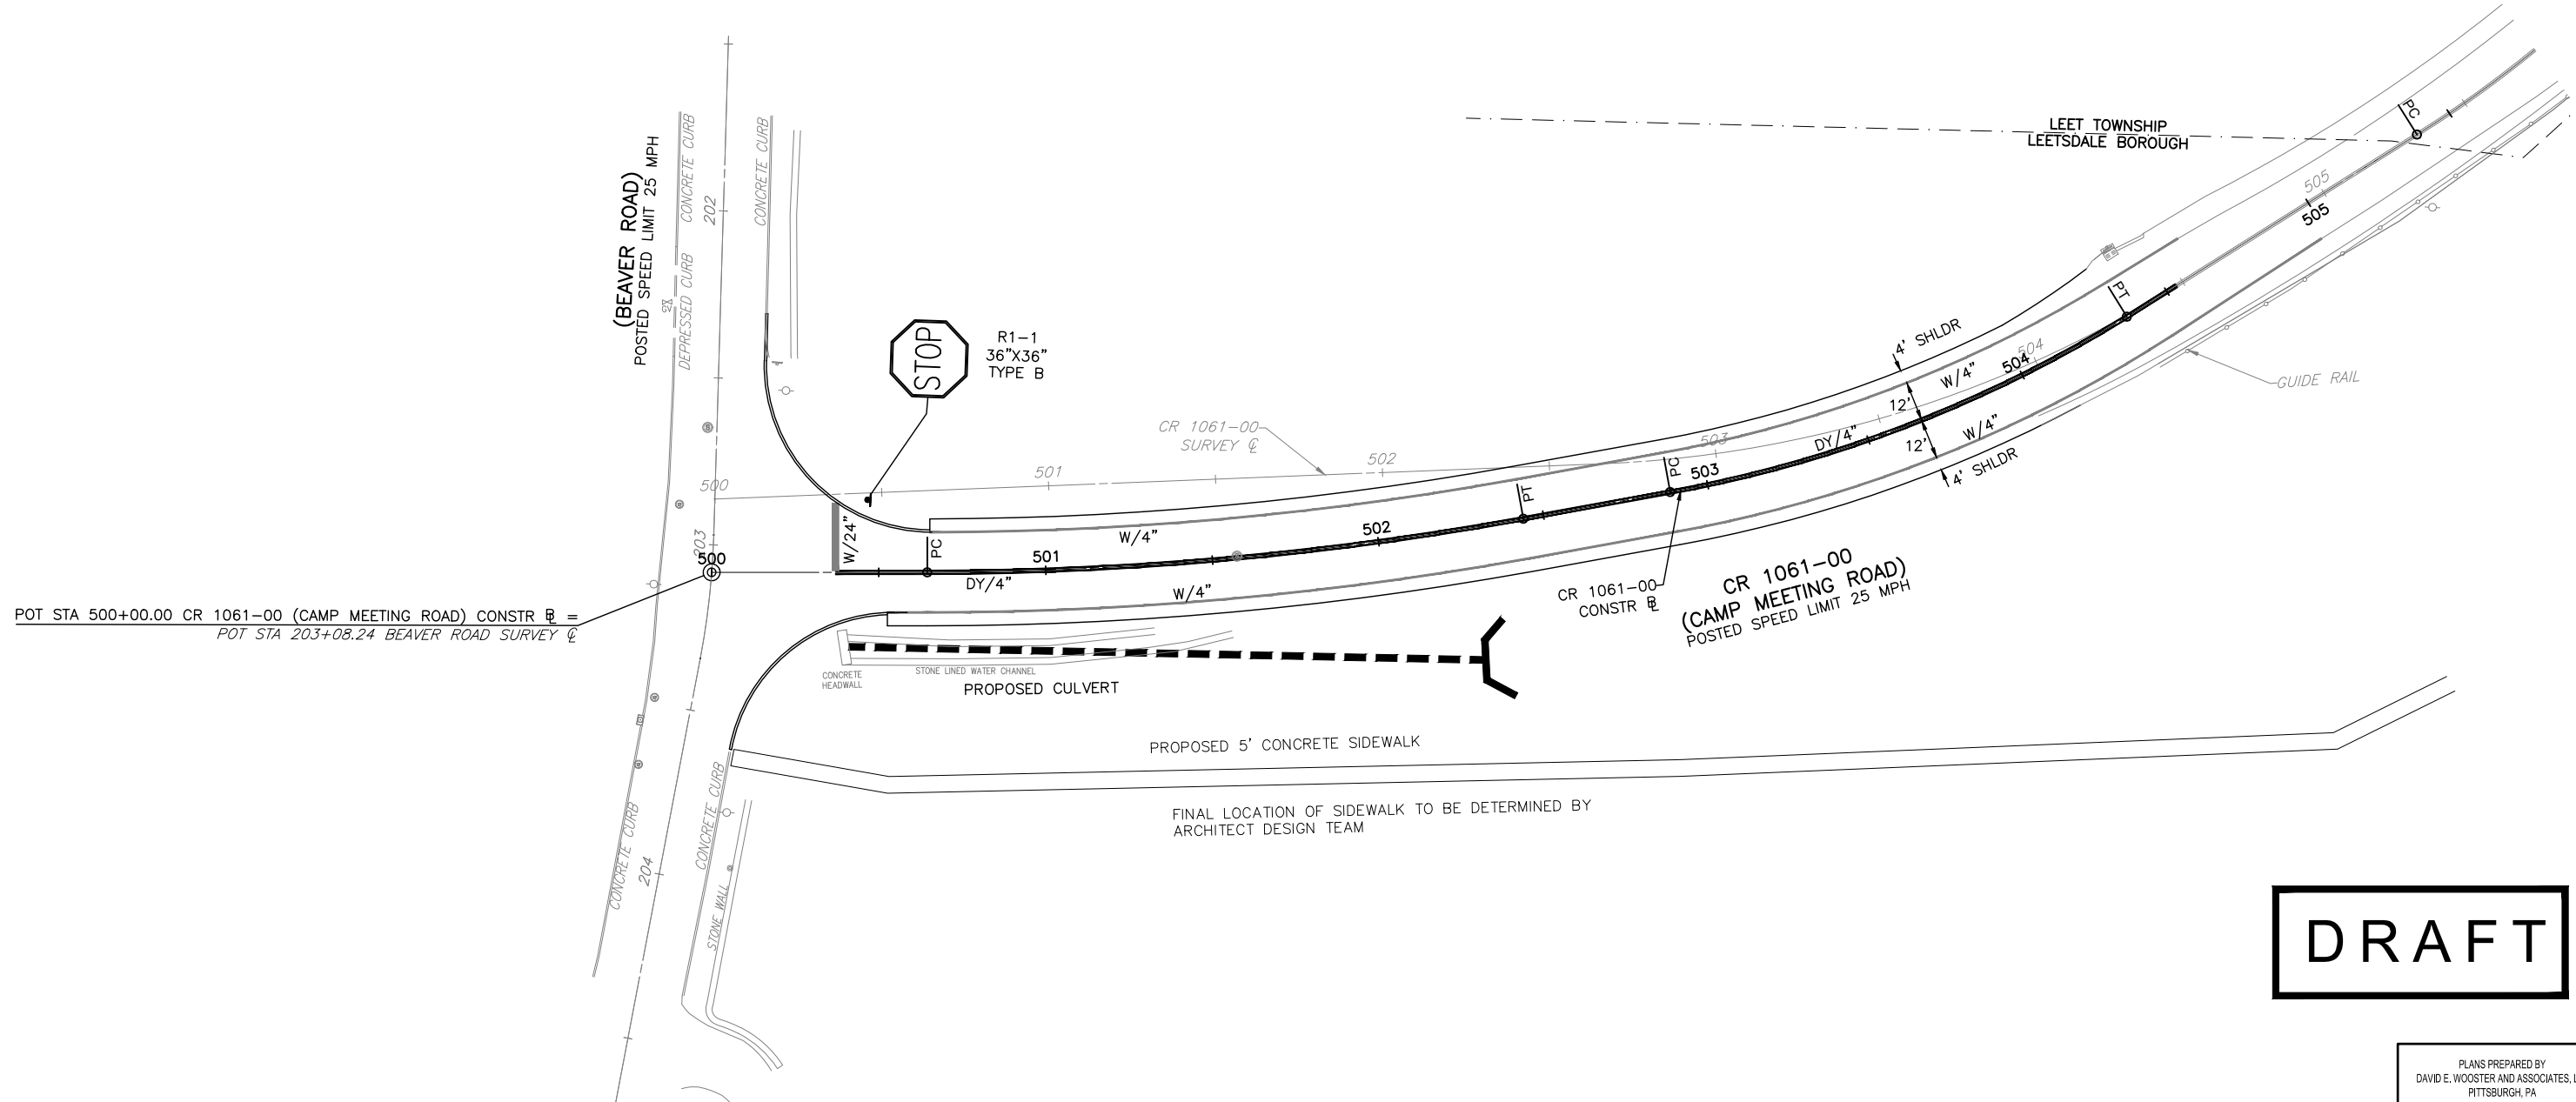 LEET TOWNSHIP
LEETSDALE BOROUGH
PC
505
505
(BEAVER ROAD)
POSTED SPEED LIMIT 25 MPH
CONCRETE CURB
DEPRESSED CURB
CONCRETE CURB
202
STOP
R1-1
36"X36"
TYPE B
PT
4' SHLDR
504
504
GUIDE RAIL
W/4"
12'
12'
W/4"
4' SHLDR
DY/4"
CR 1061-00
SURVEY ℄
500
501
502
503
PC
503
PT
203
500
W/24"
PC
501
W/4"
502
DY/4"
W/4"
CR 1061-00
CONSTR BL
CR 1061-00
(CAMP MEETING ROAD)
POSTED SPEED LIMIT 25 MPH
POT STA 500+00.00 CR 1061-00 (CAMP MEETING ROAD) CONSTR BL =
POT STA 203+08.24 BEAVER ROAD SURVEY ℄
CONCRETE
HEADWALL
STONE LINED WATER CHANNEL
PROPOSED CULVERT
PROPOSED 5' CONCRETE SIDEWALK
FINAL LOCATION OF SIDEWALK TO BE DETERMINED BY
ARCHITECT DESIGN TEAM
CONCRETE CURB
204
CONCRETE CURB
STONE WALL
DRAFT
PLANS PREPARED BY
DAVID E. WOOSTER AND ASSOCIATES,
PITTSBURGH, PA